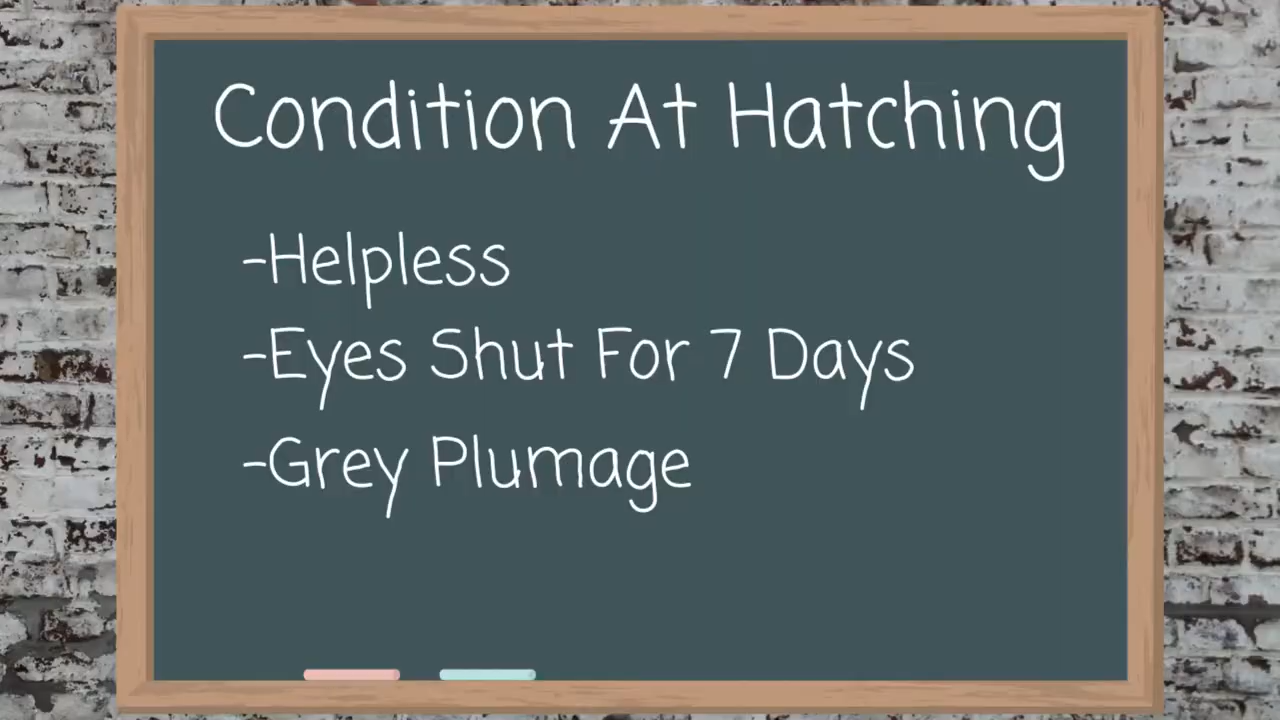 Condition At Hatching
-Helpless
-Eyes Shut For 7 Days
-Grey Plumage